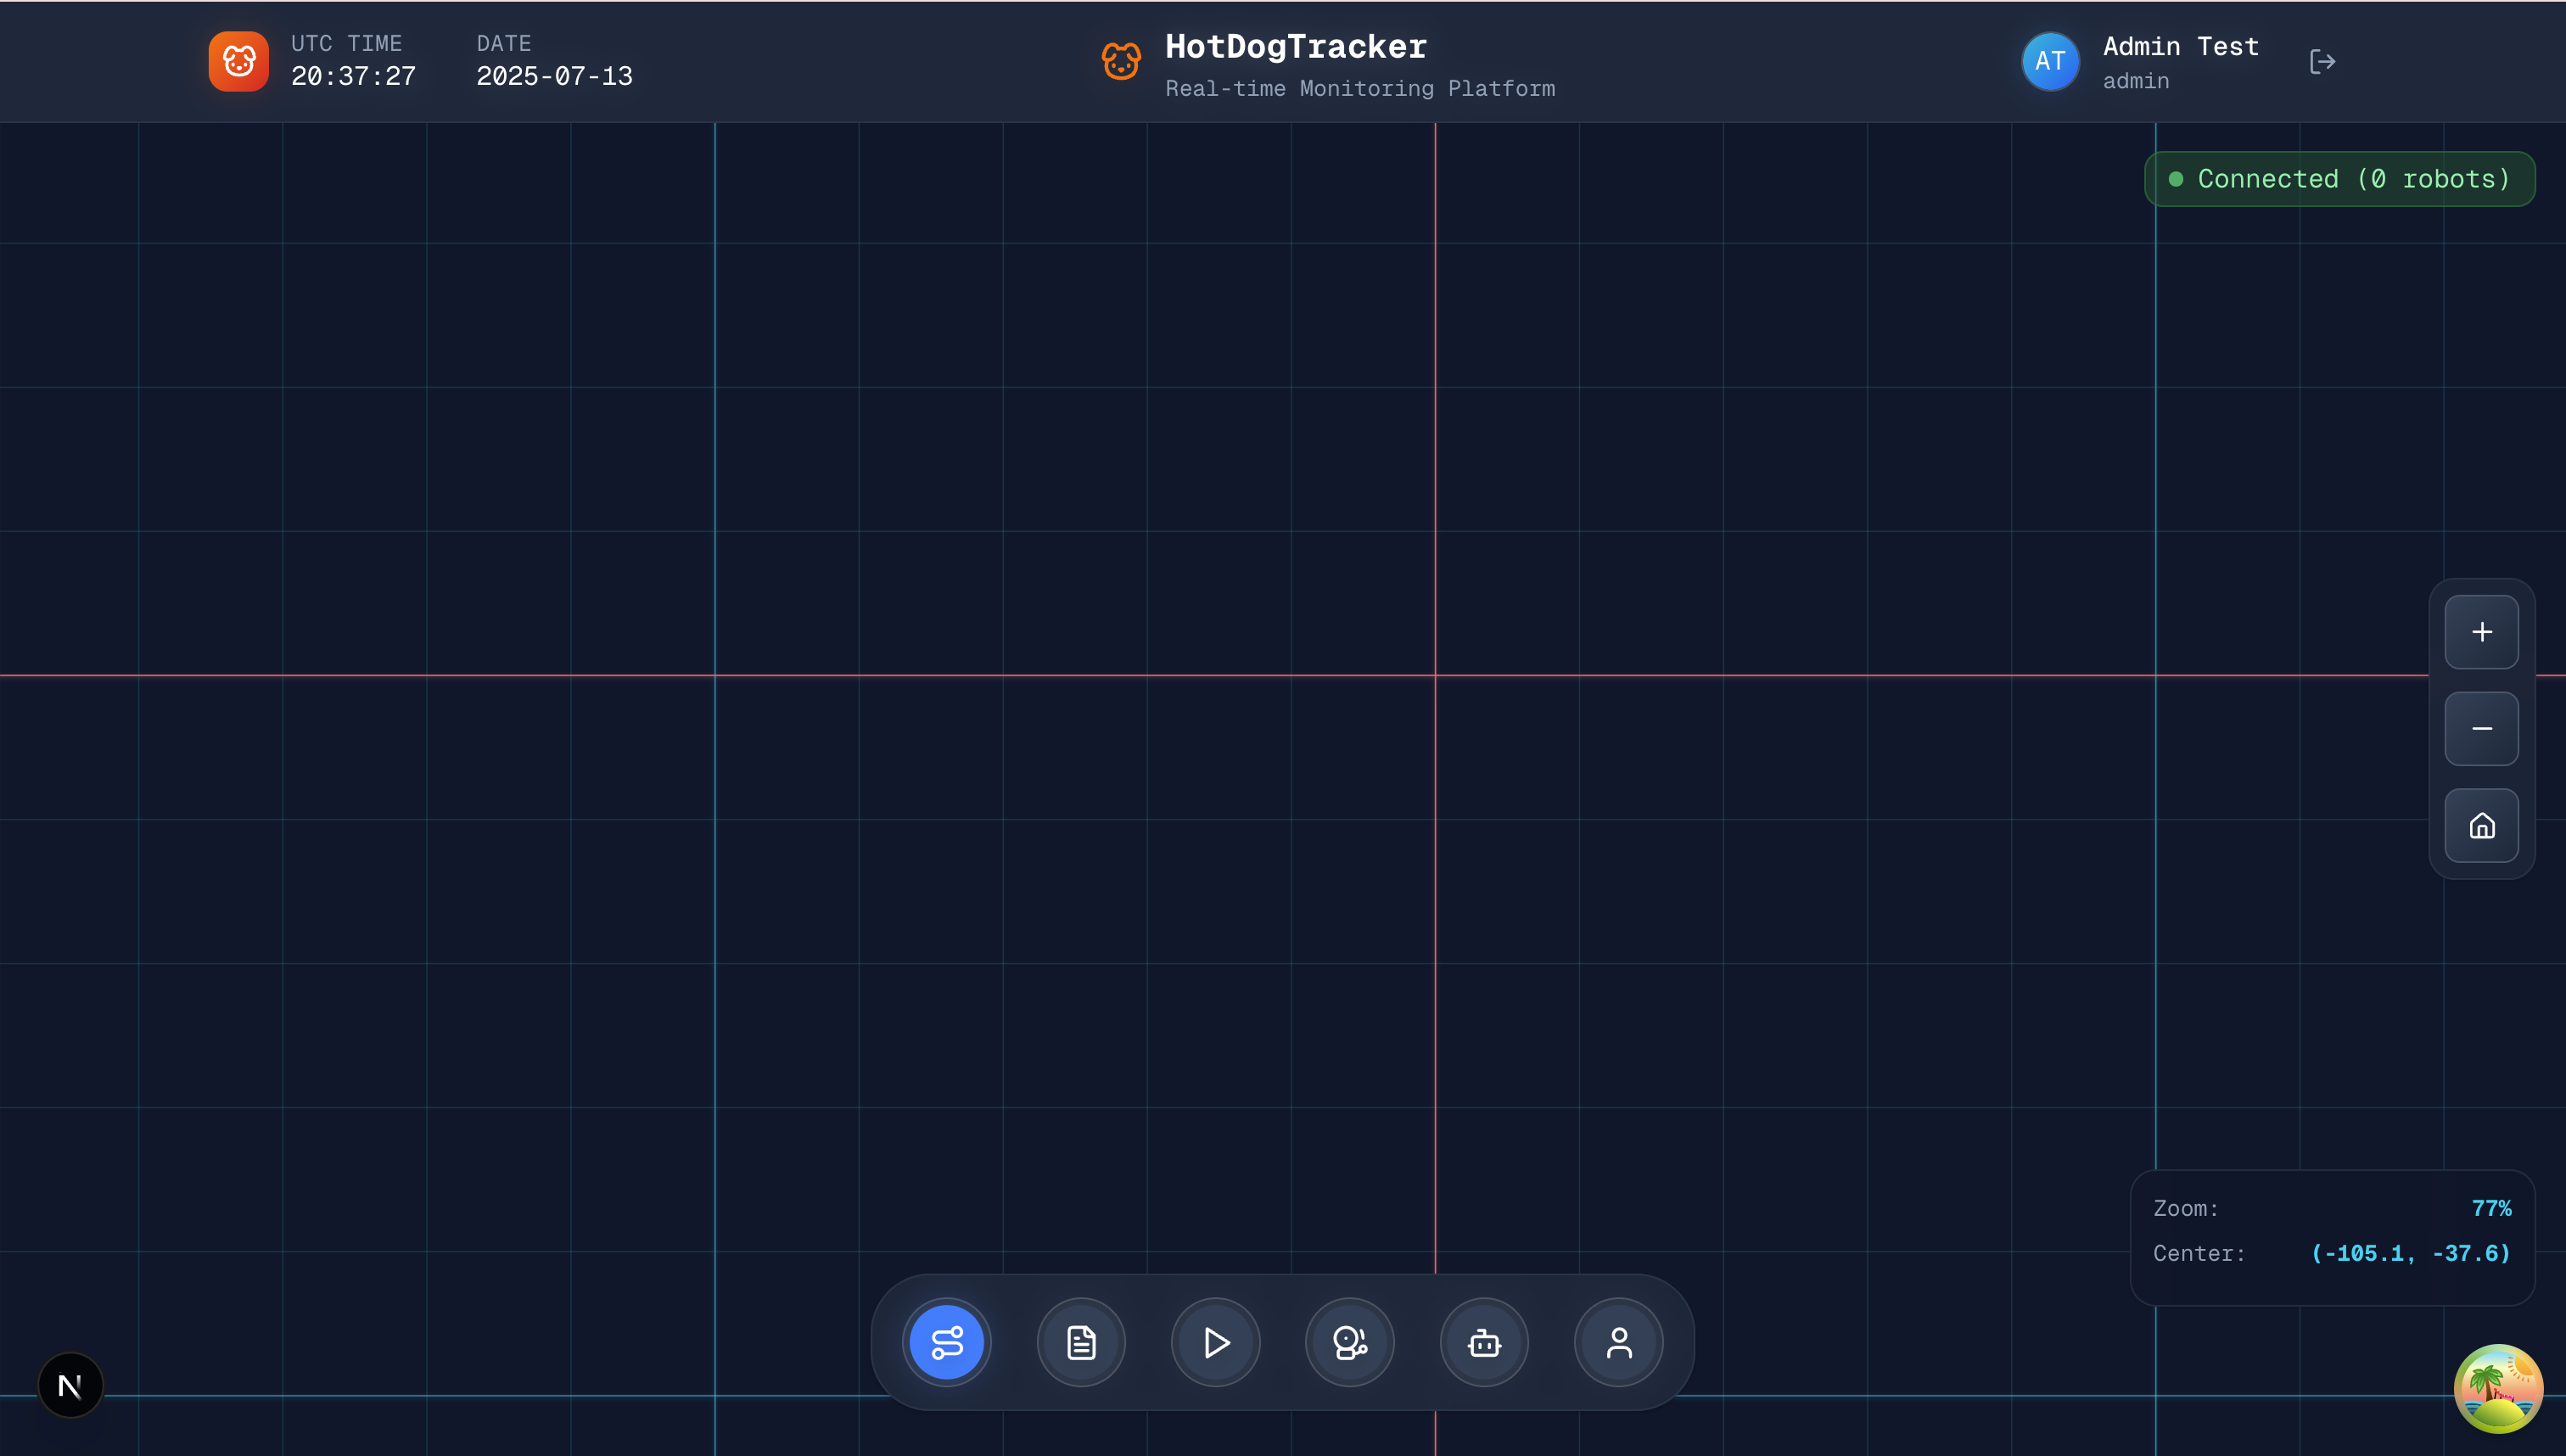 UTC TIME
20:37:27
DATE
2025-07-13
HotDogTracker
Real-time Monitoring Platform
AT
Admin Test
admin
Connected (0 robots)
Zoom: 77%
Center: (-105.1, -37.6)
N